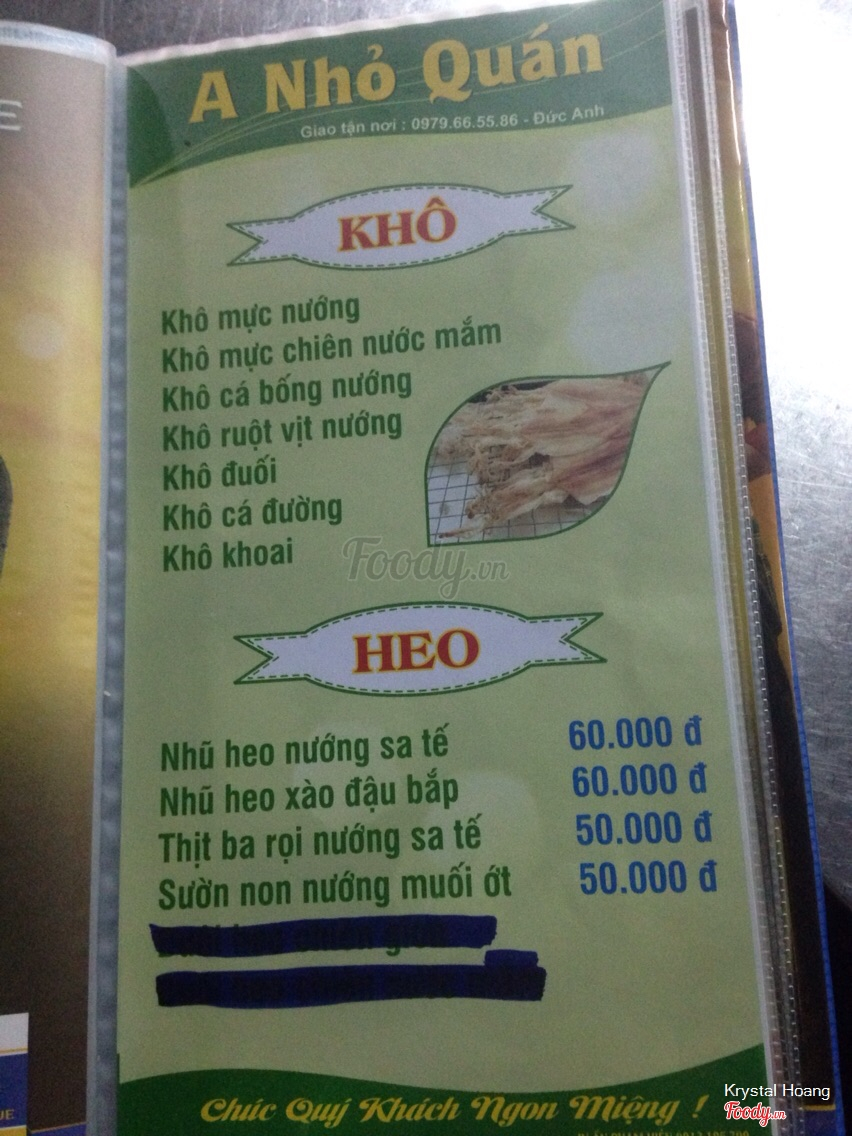 E
A Nhỏ Quán
Giao tận nơi : 0979.66.55.86 - Đức Anh
KHÔ
Khô mực nướng
Khô mực chiên nước mắm
Khô cá bống nướng
Khô ruột vịt nướng
Khô đuối
Khô cá đường
Khô khoai
Foody.vn
HEO
Nhũ heo nướng sa tế 60.000 đ
Nhũ heo xào đậu bắp 60.000 đ
Thịt ba rọi nướng sa tế 50.000 đ
Sườn non nướng muối ớt 50.000 đ
Chúc Quý Khách Ngon Miệng !
UE
Krystal Hoang
Foody.vn